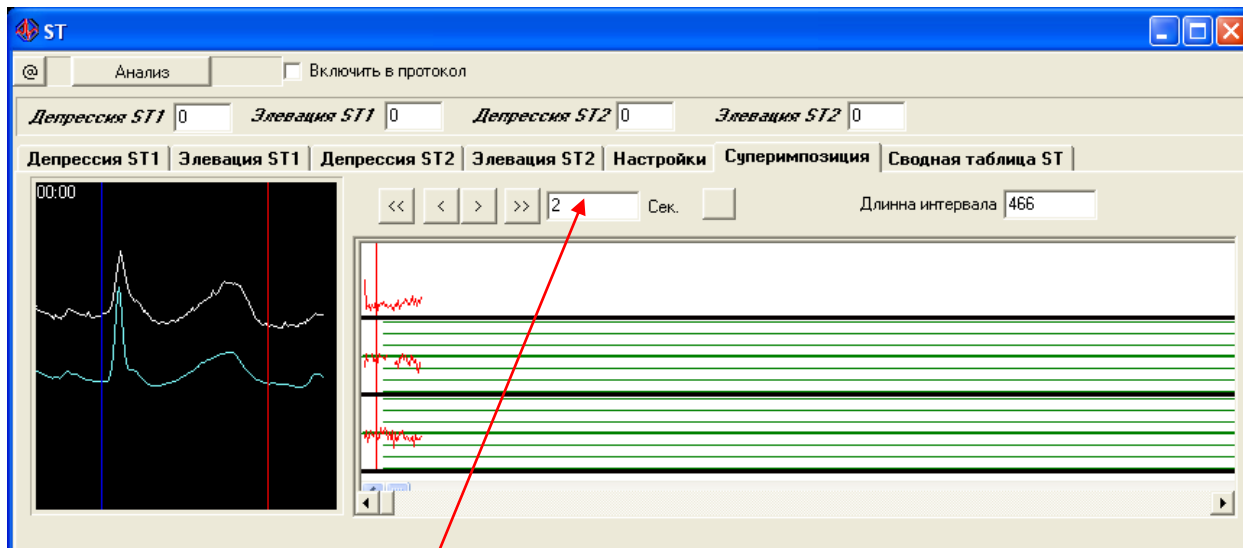 ST
@ Анализ Включить в протокол
Депрессия ST1 0 Элевация ST1 0 Депрессия ST2 0 Элевация ST2 0
Депрессия ST1 Элевация ST1 Депрессия ST2 Элевация ST2 Настройки Суперимпозиция Сводная таблица ST
00:00 << < > >> 2 Сек. Длинна интервала 466